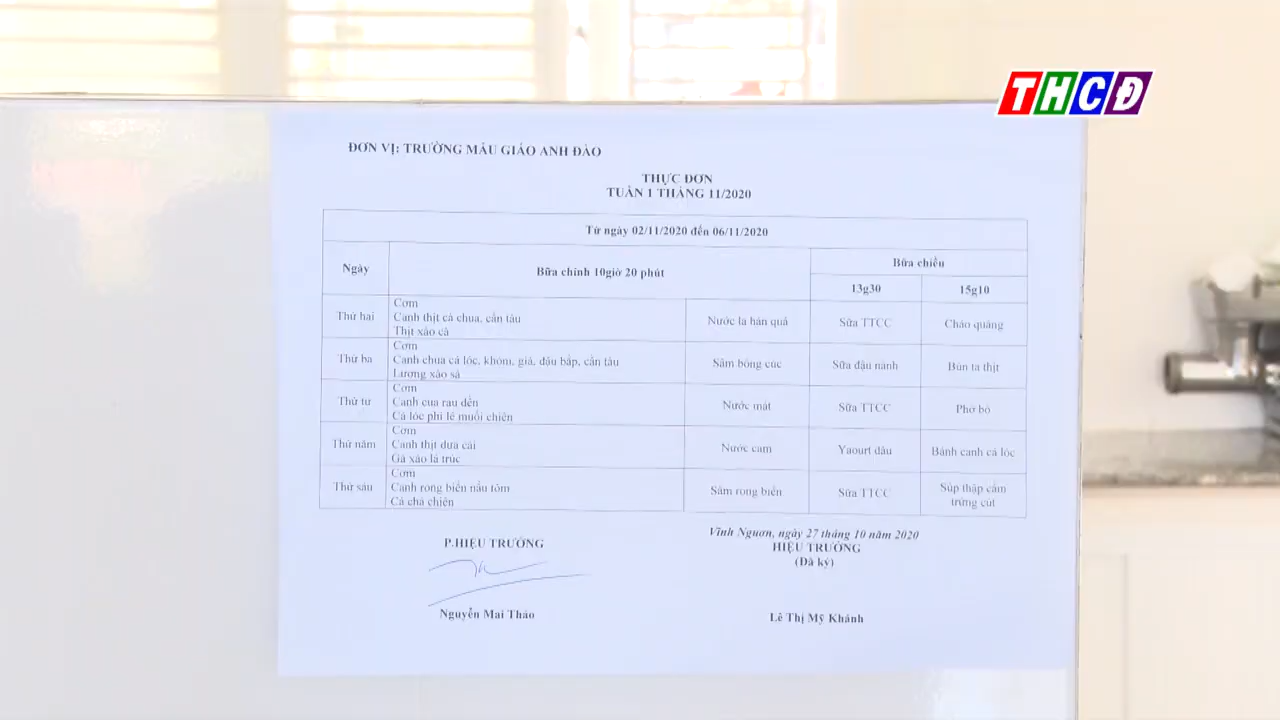 THCĐ
ĐƠN VỊ: TRƯỜNG MẪU GIÁO ANH ĐÀO
THỰC ĐƠN
TUẦN 1 THÁNG 11/2020
Từ ngày 02/11/2020 đến 06/11/2020
Ngày
Bữa chính 10giờ 20 phút
Bữa chiều
13g30
15g10
Thứ hai
Cơm
Canh thịt cà chua, cần tàu
Thịt xào cà
Nước la hán quả
Sữa TTCC
Cháo quảng
Thứ ba
Cơm
Canh chua cá lóc, khóm, giá, đậu bắp, cần tàu
Lươn xào sả
Sâm bông cúc
Sữa đậu nành
Bún ta thịt
Thứ tư
Cơm
Canh cua rau dền
Cá lóc phi lê muối chiên
Nước mát
Sữa TTCC
Phở bò
Thứ năm
Cơm
Canh thịt dưa cải
Gà xào lá trúc
Nước cam
Yaourt dâu
Bánh canh cá lóc
Thứ sáu
Cơm
Canh rong biển nấu tôm
Cá chả chiên
Sâm rong biển
Sữa TTCC
Súp thập cẩm
trứng cút
Vĩnh Ngươn, ngày 27 tháng 10 năm 2020
P.HIỆU TRƯỞNG
HIỆU TRƯỞNG
(Đã ký)
Nguyễn Mai Thảo
Lê Thị Mỹ Khánh